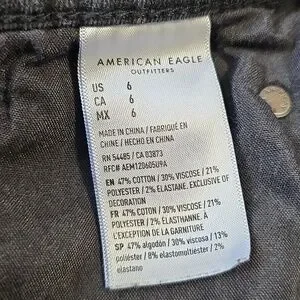 AMERICAN EAGLE
OUTFITTERS
US 6
CA 6
MX 6
MADE IN CHINA / FABRIQUÉ EN
CHINE / HECHO EN CHINA
RN 54485 / CA 03873
RFC# AEM120605U9A
EN 47% COTTON / 30% VISCOSE / 21%
POLYESTER / 2% ELASTANE. EXCLUSIVE OF
DECORATION
FR 47% COTON / 30% VISCOSE / 21%
POLYESTER / 2% ÉLASTHANNE. À
L'EXCEPTION DE LA GARNITURE
SP 47% algodón / 30% viscosa / 13%
poliéster / 8% elastomultiéster / 2%
elastano